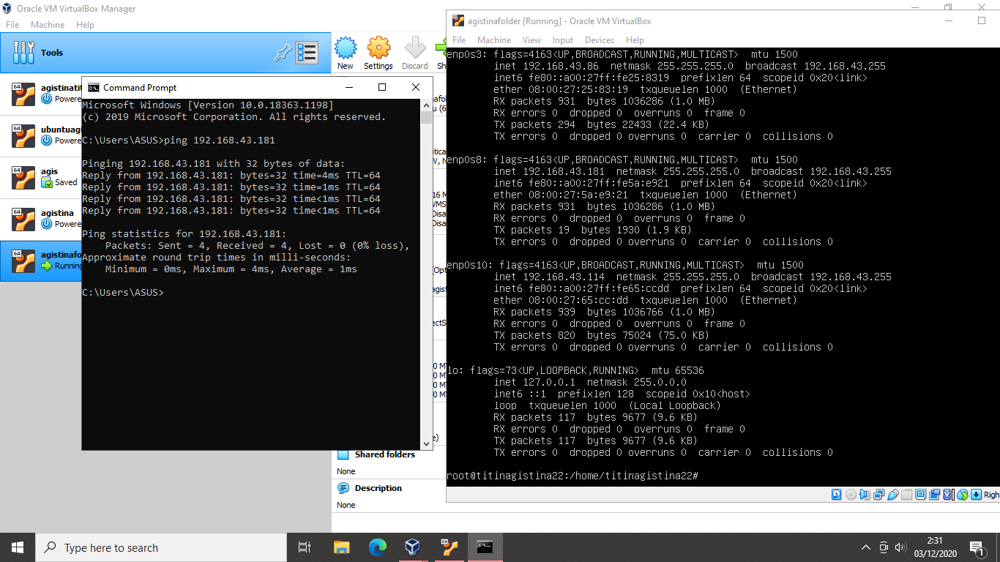 Oracle VM VirtualBox Manager
File Machine Help
Tools
New Settings Discard
agistinatit
Powere
ubuntuagi
Powere
agis
Saved
agistina
Powere
agistinafo
Running
Command Prompt
Microsoft Windows [Version 10.0.18363.1198]
(c) 2019 Microsoft Corporation. All rights reserved.
C:\Users\ASUS>ping 192.168.43.181
Pinging 192.168.43.181 with 32 bytes of data:
Reply from 192.168.43.181: bytes=32 time=4ms TTL=64
Reply from 192.168.43.181: bytes=32 time=1ms TTL=64
Reply from 192.168.43.181: bytes=32 time<1ms TTL=64
Reply from 192.168.43.181: bytes=32 time<1ms TTL=64
Ping statistics for 192.168.43.181:
Packets: Sent = 4, Received = 4, Lost = 0 (0% loss),
Approximate round trip times in milli-seconds:
Minimum = 0ms, Maximum = 4ms, Average = 1ms
C:\Users\ASUS>
Shared folders
None
Description
None
agistinafolder [Running] - Oracle VM VirtualBox
File Machine View Input Devices Help
enp0s3: flags=4163<UP,BROADCAST,RUNNING,MULTICAST> mtu 1500
inet 192.168.43.86 netmask 255.255.255.0 broadcast 192.168.43.255
inet6 fe80::a00:27ff:fe25:8319 prefixlen 64 scopeid 0x20<link>
ether 08:00:27:25:83:19 txqueuelen 1000 (Ethernet)
RX packets 931 bytes 1036286 (1.0 MB)
RX errors 0 dropped 0 overruns 0 frame 0
TX packets 294 bytes 22433 (22.4 KB)
TX errors 0 dropped 0 overruns 0 carrier 0 collisions 0
enp0s8: flags=4163<UP,BROADCAST,RUNNING,MULTICAST> mtu 1500
inet 192.168.43.181 netmask 255.255.255.0 broadcast 192.168.43.255
inet6 fe80::a00:27ff:fe5a:e921 prefixlen 64 scopeid 0x20<link>
ether 08:00:27:5a:e9:21 txqueuelen 1000 (Ethernet)
RX packets 931 bytes 1036286 (1.0 MB)
RX errors 0 dropped 0 overruns 0 frame 0
TX packets 19 bytes 1930 (1.9 KB)
TX errors 0 dropped 0 overruns 0 carrier 0 collisions 0
enp0s10: flags=4163<UP,BROADCAST,RUNNING,MULTICAST> mtu 1500
inet 192.168.43.114 netmask 255.255.255.0 broadcast 192.168.43.255
inet6 fe80::a00:27ff:fe65:ccdd prefixlen 64 scopeid 0x20<link>
ether 08:00:27:65:cc:dd txqueuelen 1000 (Ethernet)
RX packets 939 bytes 1036766 (1.0 MB)
RX errors 0 dropped 0 overruns 0 frame 0
TX packets 820 bytes 75024 (75.0 KB)
TX errors 0 dropped 0 overruns 0 carrier 0 collisions 0
lo: flags=73<UP,LOOPBACK,RUNNING> mtu 65536
inet 127.0.0.1 netmask 255.0.0.0
inet6 ::1 prefixlen 128 scopeid 0x10<host>
loop txqueuelen 1000 (Local Loopback)
RX packets 117 bytes 9677 (9.6 KB)
RX errors 0 dropped 0 overruns 0 frame 0
TX packets 117 bytes 9677 (9.6 KB)
TX errors 0 dropped 0 overruns 0 carrier 0 collisions 0
root@titinagistina22:/home/titinagistina22#
Righ
Type here to search
2:31
03/12/2020
1